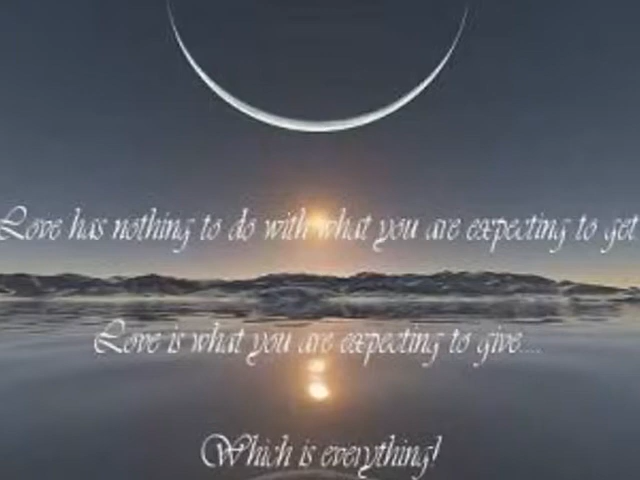 Love has nothing to do with what you are expecting to get
Love is what you are expecting to give....
Which is everything!